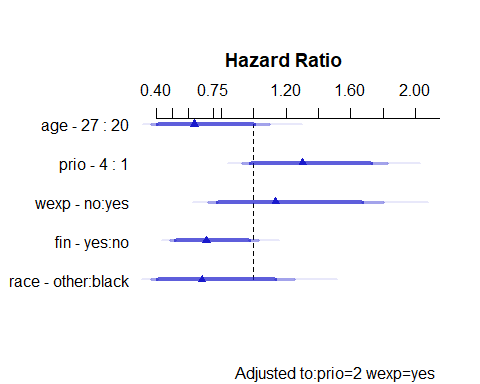 Hazard Ratio
0.40 0.75 1.20 1.60 2.00
age - 27 : 20
prio - 4 : 1
wexp - no:yes
fin - yes:no
race - other:black
Adjusted to:prio=2 wexp=yes